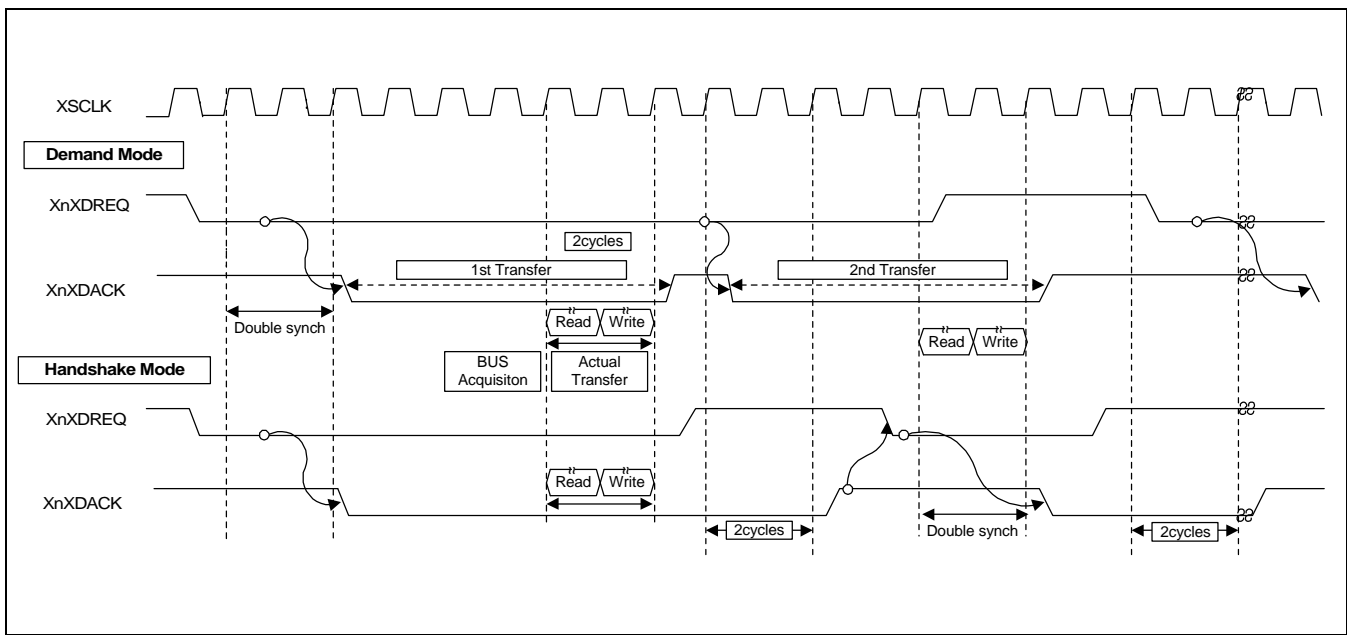 XSCLK
Demand Mode
XnXDREQ
2cycles
1st Transfer
2nd Transfer
XnXDACK
Double synch
Read
Write
Read
Write
BUS
Acquisiton
Actual
Transfer
Handshake Mode
XnXDREQ
Read
Write
XnXDACK
2cycles
Double synch
2cycles